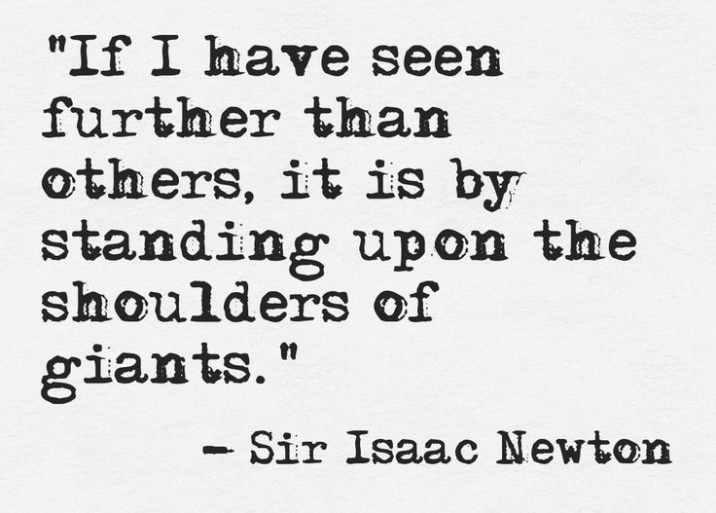 "If I have seen
further than
others, it is by
standing upon the
shoulders of
giants."
– Sir Isaac Newton